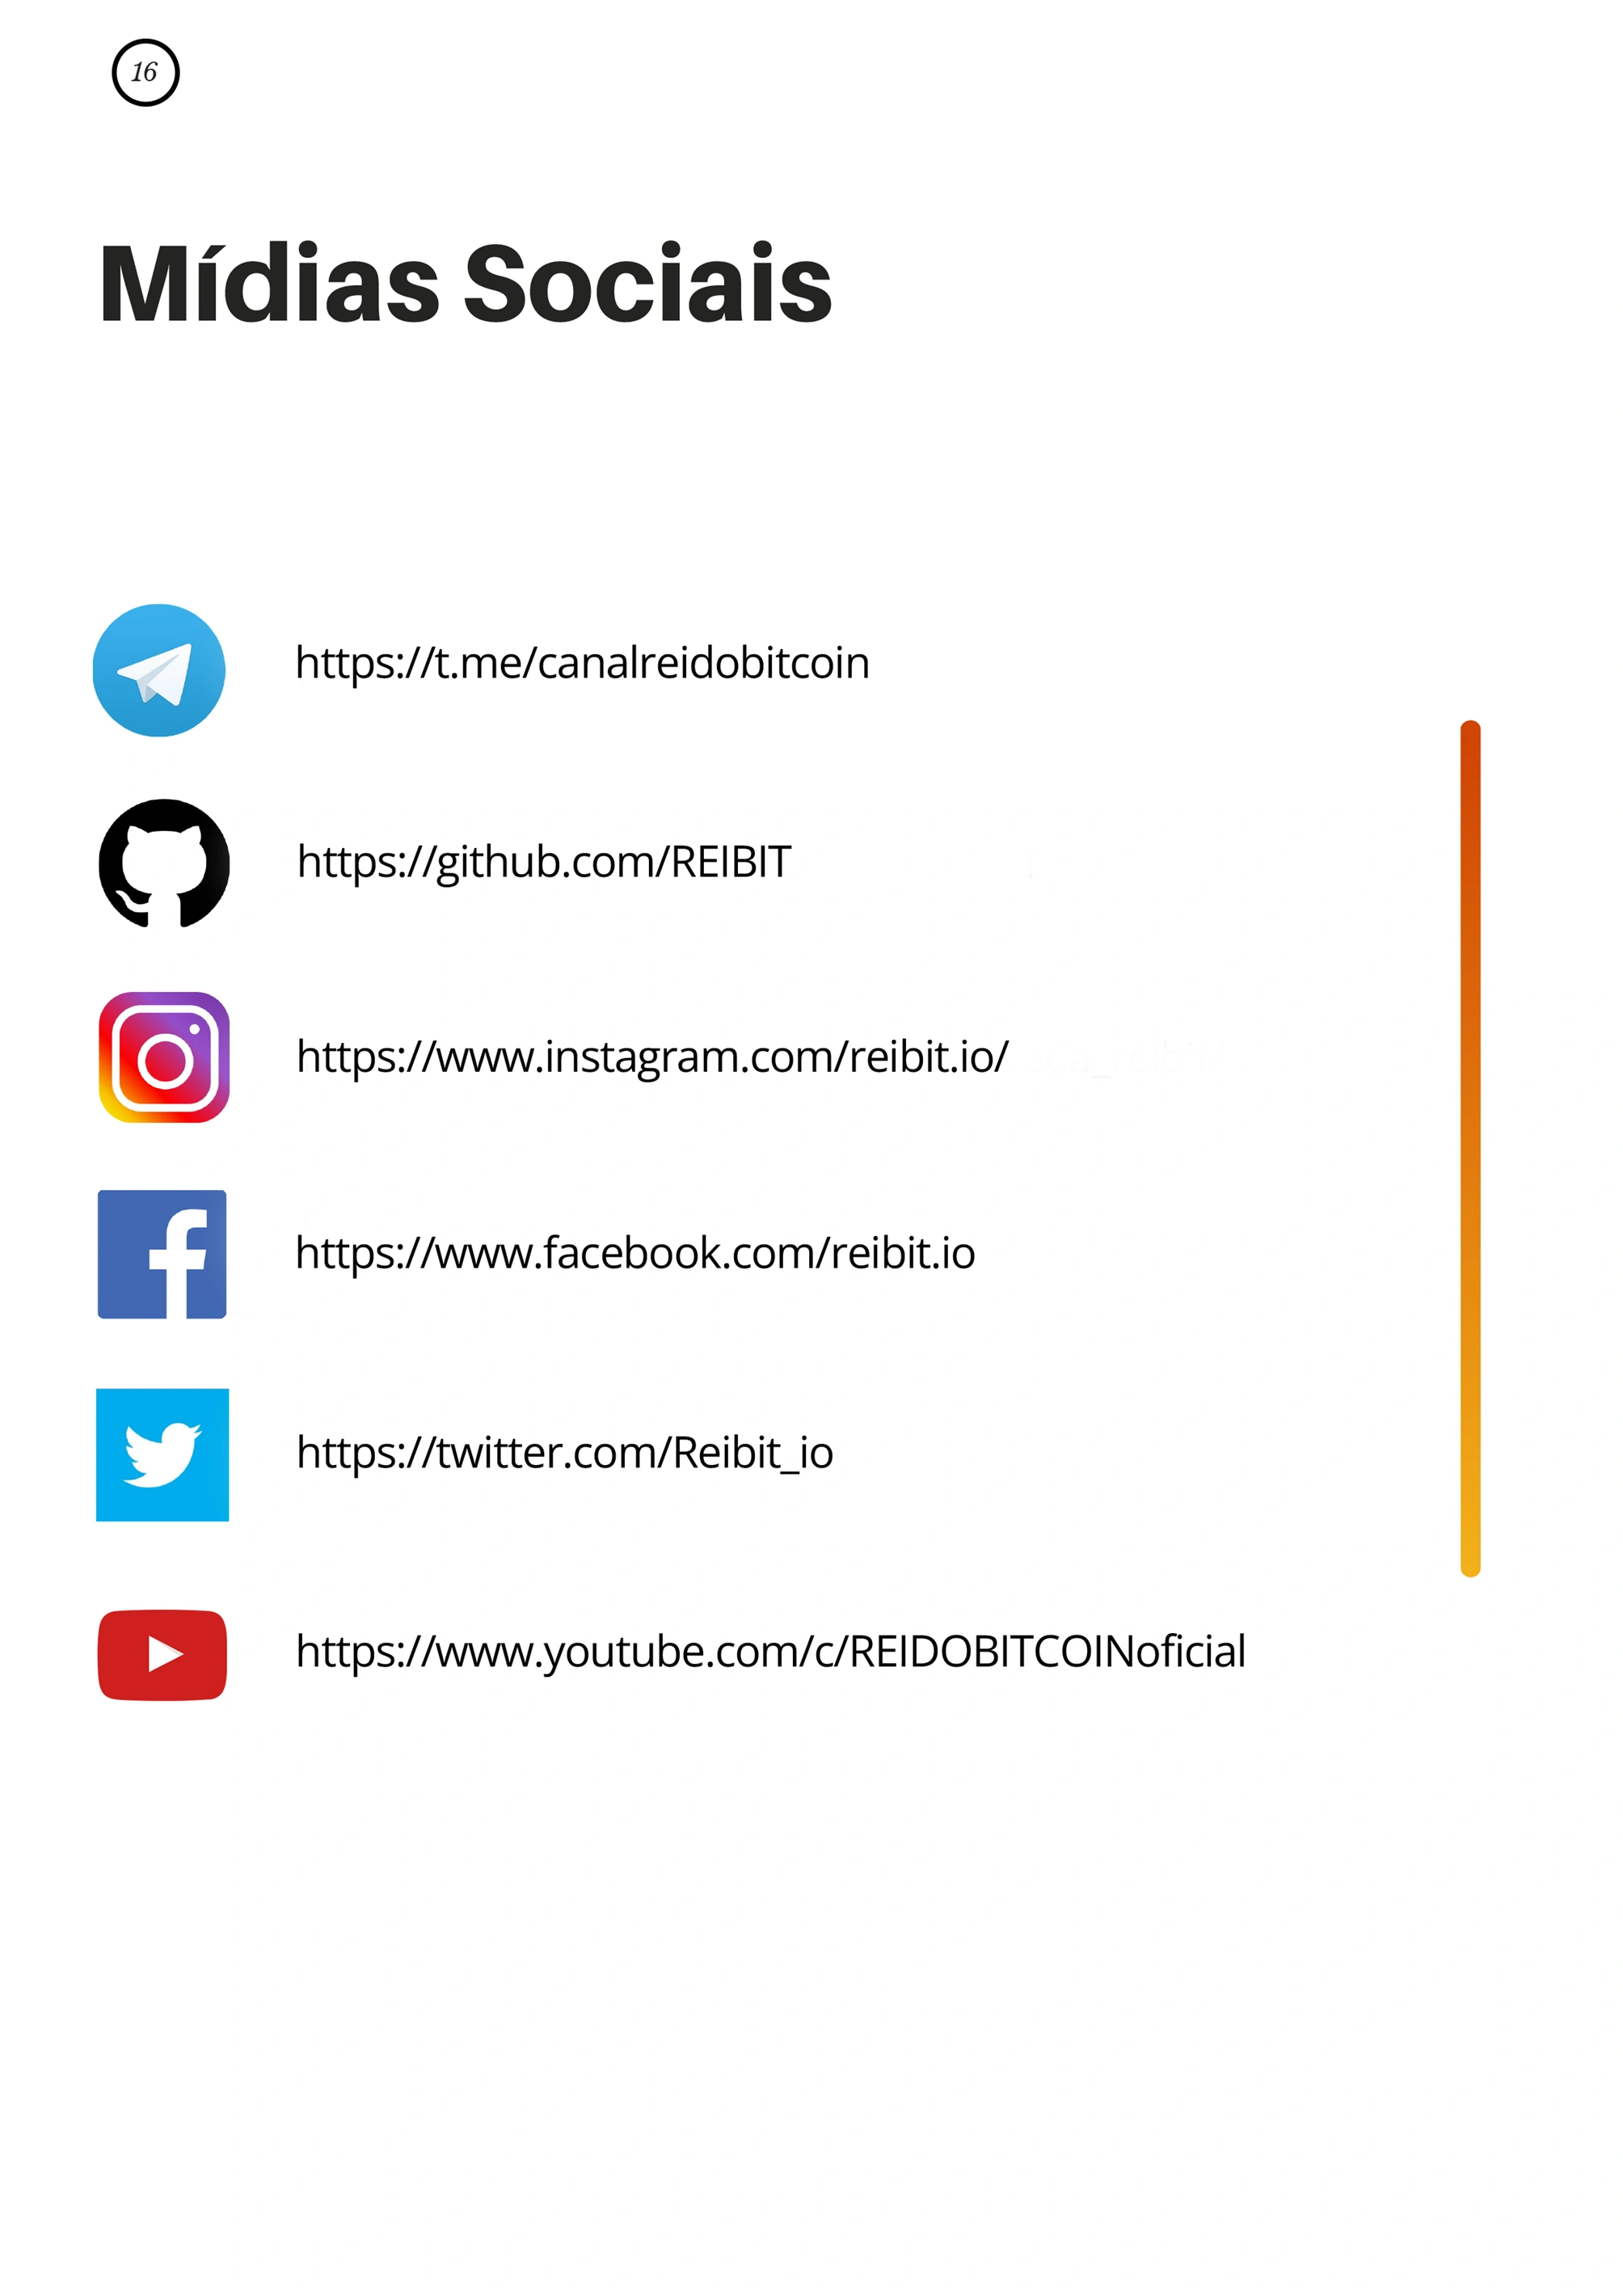 16
Mídias Sociais
https://t.me/canalreidobitcoin
https://github.com/REIBIT
https://www.instagram.com/reibit.io/
https://www.facebook.com/reibit.io
https://twitter.com/Reibit_io
https://www.youtube.com/c/REIDOBITCOINoficial